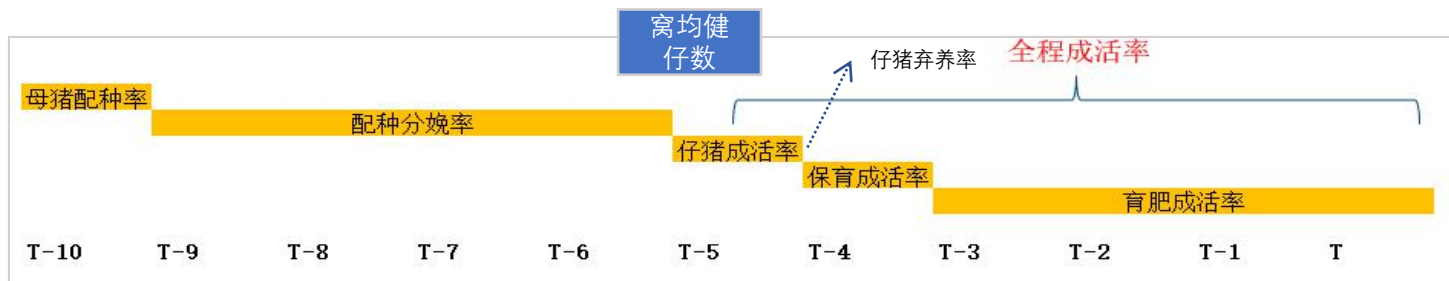 窝均健
仔数
仔猪弃养率
全程成活率
母猪配种率
配种分娩率
仔猪成活率
保育成活率
育肥成活率
T-10 T-9 T-8 T-7 T-6 T-5 T-4 T-3 T-2 T-1 T